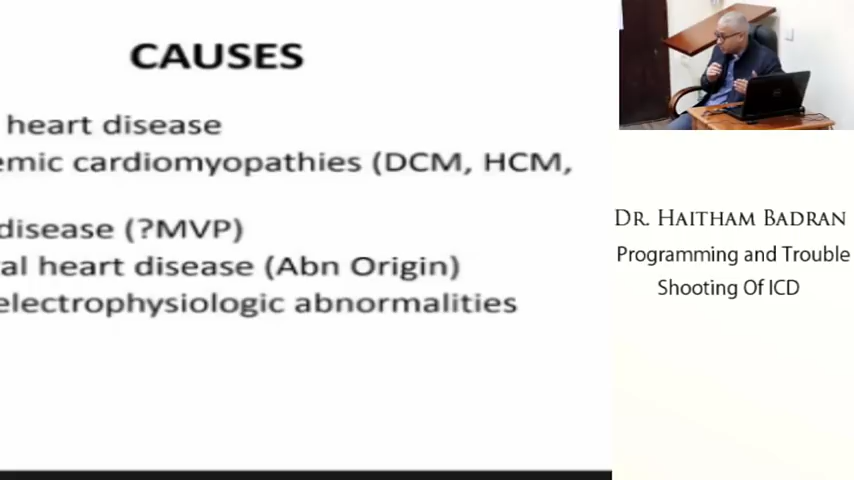 CAUSES
heart disease
emic cardiomyopathies (DCM, HCM,
disease (?MVP)
al heart disease (Abn Origin)
electrophysiologic abnormalities
Dr. Haitham Badran
Programming and Trouble
Shooting Of ICD